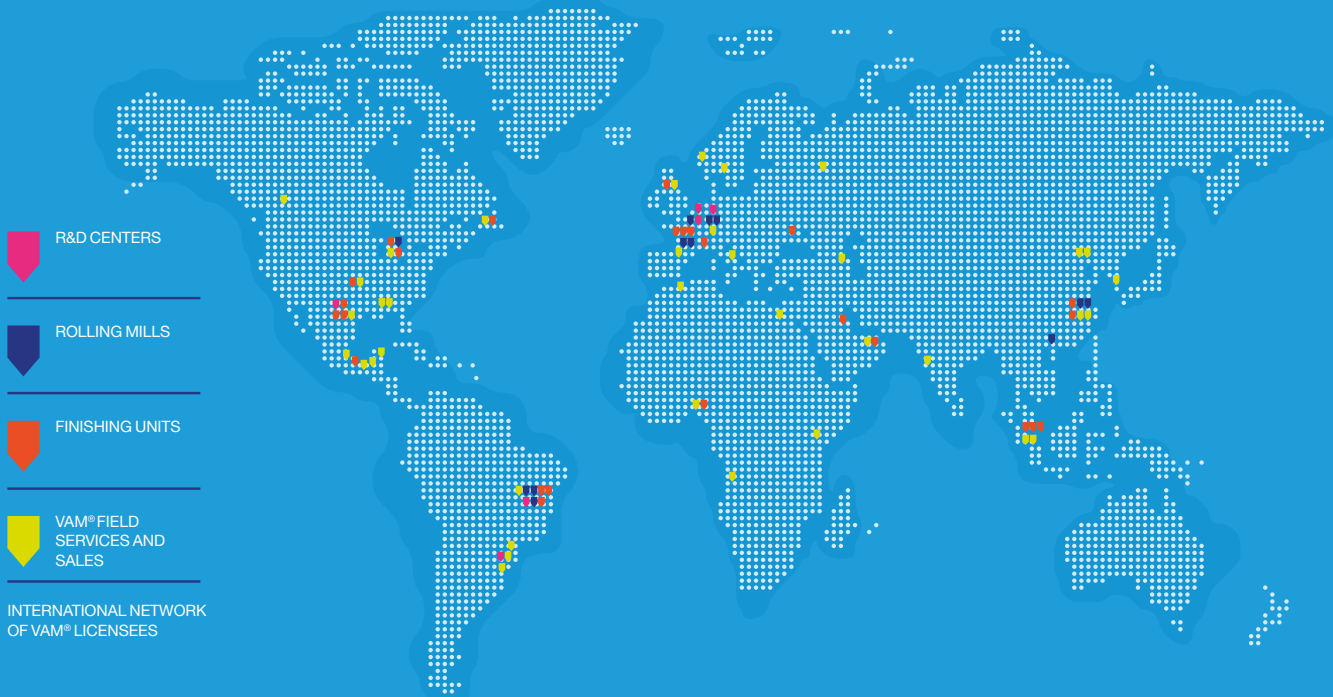 R&D CENTERS
ROLLING MILLS
FINISHING UNITS
VAM® FIELD
SERVICES AND
SALES
INTERNATIONAL NETWORK
OF VAM® LICENSEES